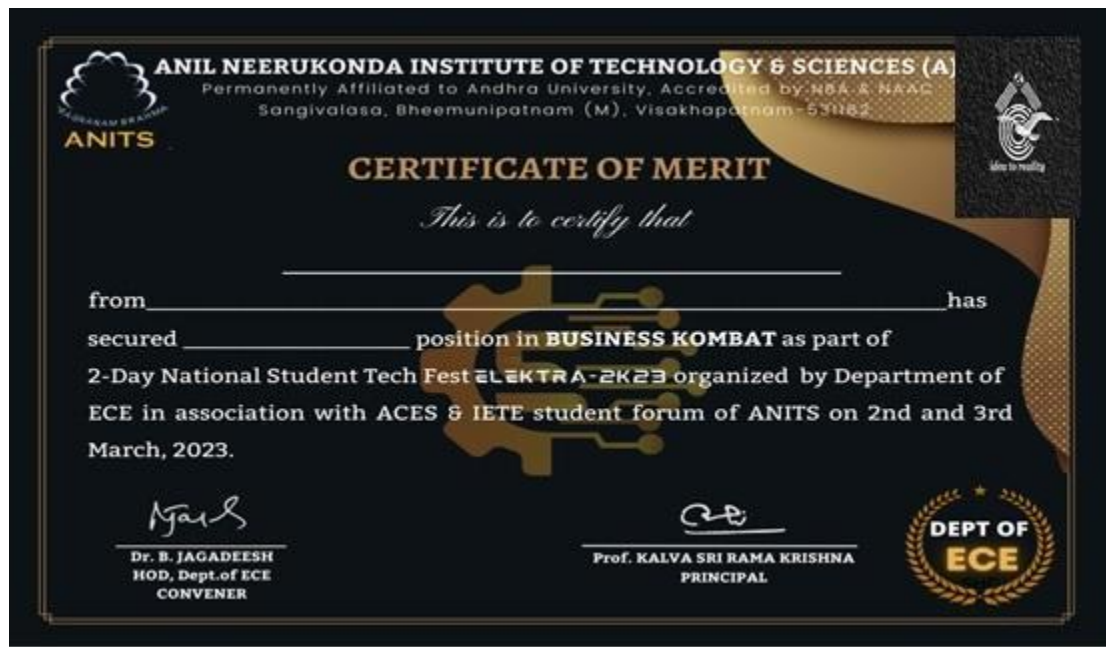 ANIL NEERUKONDA INSTITUTE OF TECHNOLOGY & SCIENCES (A)
Permanently Affiliated to Andhra University, Accredited by NBA & NAAC
Sangivalasa, Bheemunipatnam (M), Visakhapatnam-531162
ANITS
idea to reality
CERTIFICATE OF MERIT
This is to certify that
from has
secured position in BUSINESS KOMBAT as part of
2-Day National Student Tech Fest ELEKTRA-2K23 organized by Department of
ECE in association with ACES & IETE student forum of ANITS on 2nd and 3rd
March, 2023.
Dr. B. JAGADEESH
HOD, Dept.of ECE
CONVENER
Prof. KALVA SRI RAMA KRISHNA
PRINCIPAL
DEPT OF
ECE